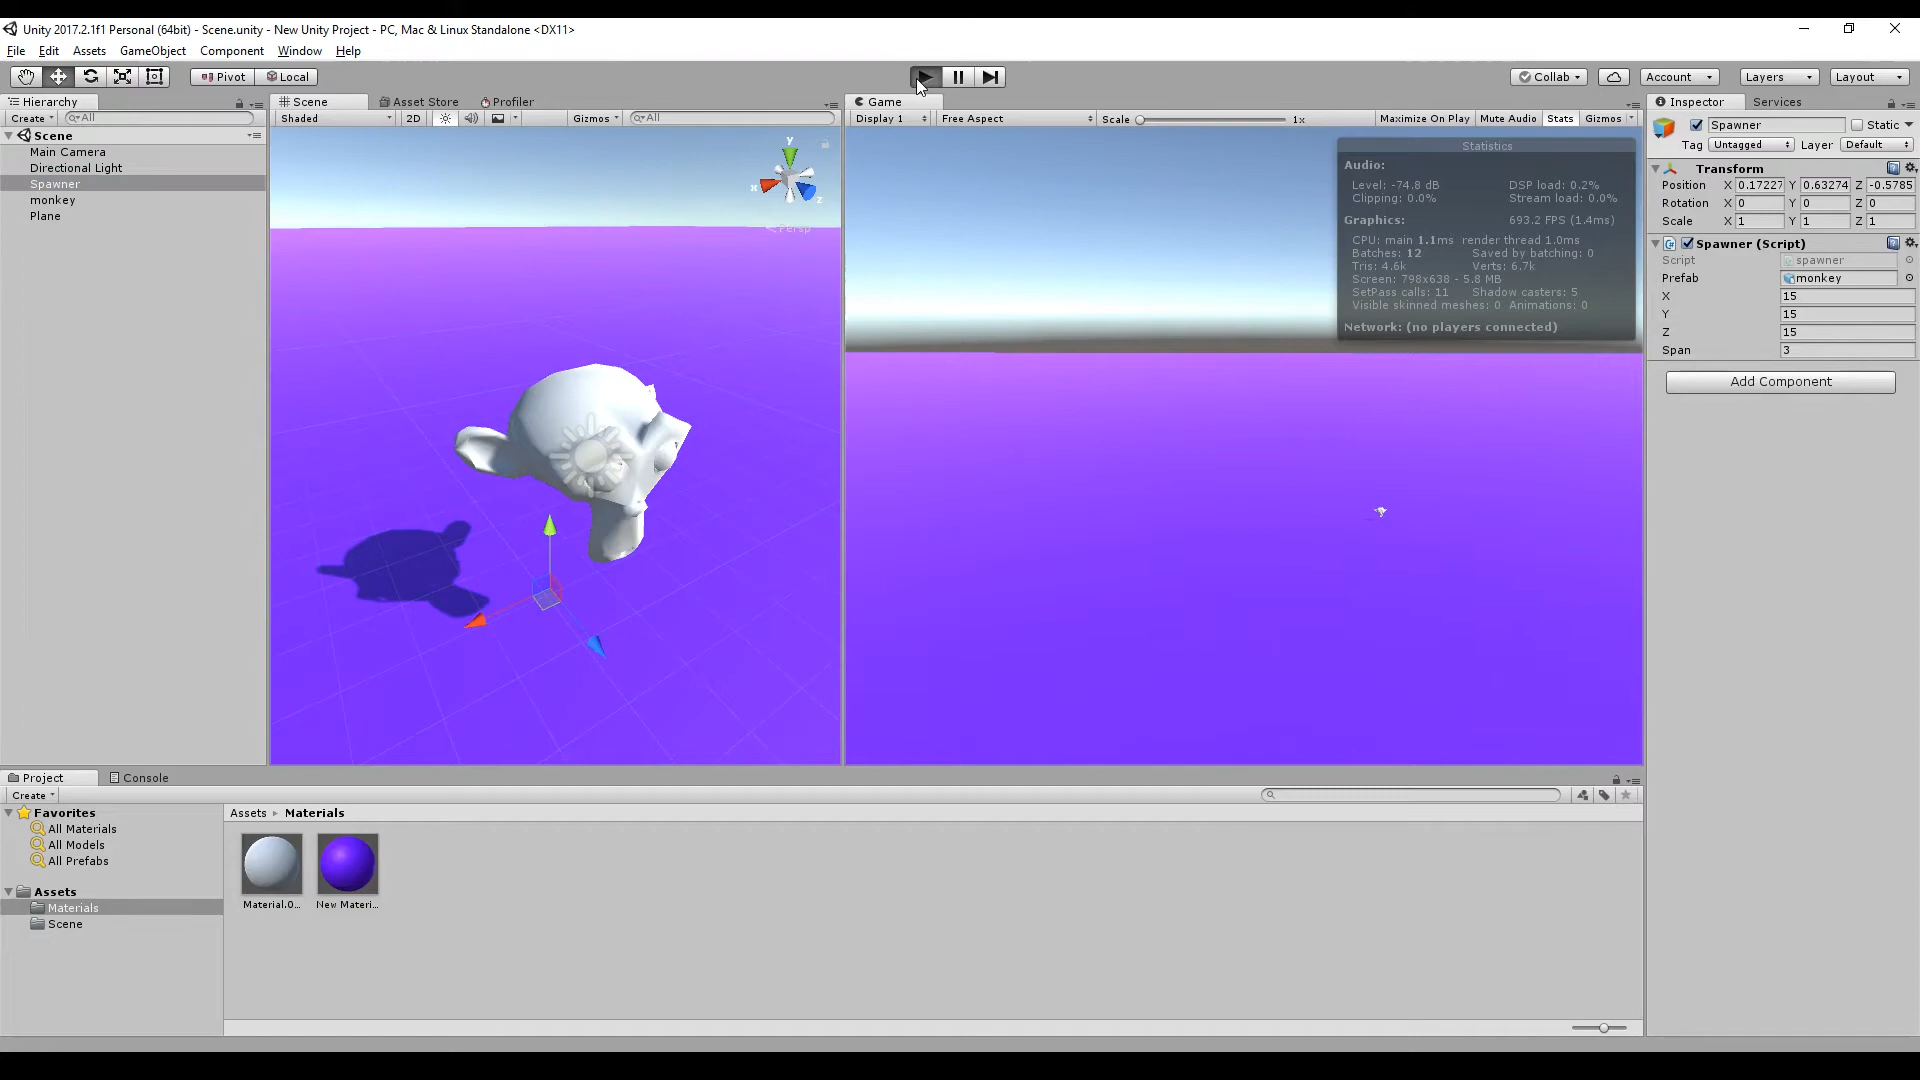 Unity 2017.2.1f1 Personal (64bit) - Scene.unity - New Unity Project - PC, Mac & Linux Standalone <DX11>
File Edit Assets GameObject Component Window Help
Pivot Local Collab Account Layers Layout
Hierarchy
Create All
Scene
Main Camera
Directional Light
Spawner
monkey
Plane
Scene Asset Store Profiler
Shaded 2D Gizmos All
y
x
z
Persp
Game
Display 1 Free Aspect Scale 1x Maximize On Play Mute Audio Stats Gizmos
Statistics
Audio:
Level: -74.8 dB DSP load: 0.2%
Clipping: 0.0% Stream load: 0.0%
Graphics: 693.2 FPS (1.4ms)
CPU: main 1.1ms render thread 1.0ms
Batches: 12 Saved by batching: 0
Tris: 4.6k Verts: 6.7k
Screen: 798x638 - 5.8 MB
SetPass calls: 11 Shadow casters: 5
Visible skinned meshes: 0 Animations: 0
Network: (no players connected)
Inspector Services
Spawner Static
Tag Untagged Layer Default
Transform
Position X 0.17227 Y 0.63274 Z -0.5785
Rotation X 0 Y 0 Z 0
Scale X 1 Y 1 Z 1
Spawner (Script)
Script spawner
Prefab monkey
X 15
Y 15
Z 15
Span 3
Add Component
Project Console
Create
Favorites
All Materials
All Models
All Prefabs
Assets
Materials
Scene
Assets Materials
Material.0... New Materi...